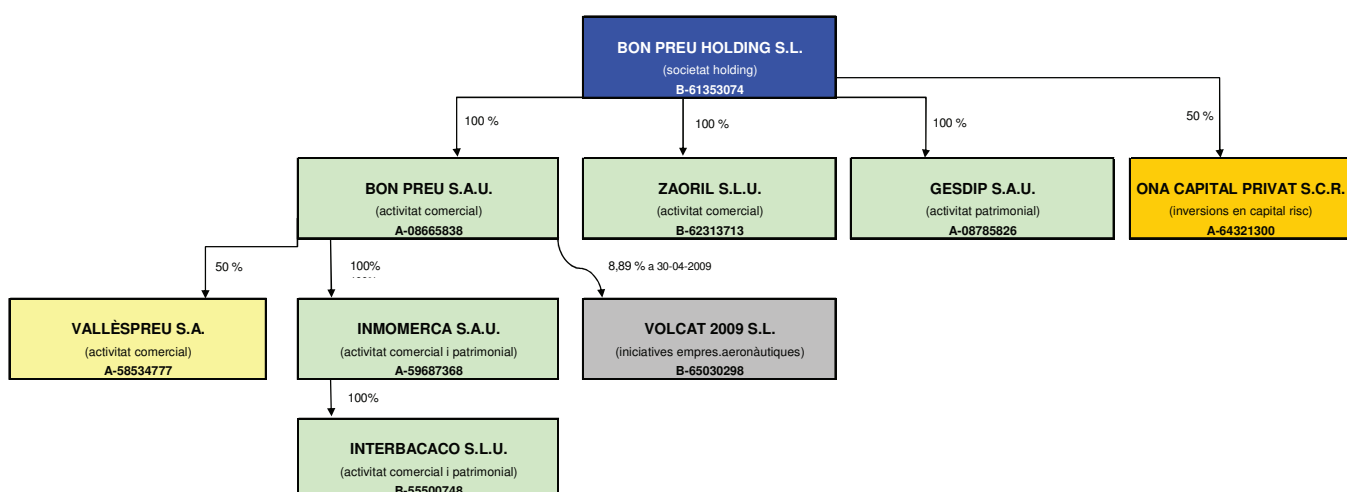 BON PREU HOLDING S.L.
(societat holding)
B-61353074
100 %
100 %
100 %
50 %
BON PREU S.A.U.
(activitat comercial)
A-08665838
ZAORIL S.L.U.
(activitat comercial)
B-62313713
GESDIP S.A.U.
(activitat patrimonial)
A-08785826
ONA CAPITAL PRIVAT S.C.R.
(inversions en capital risc)
A-64321300
50 %
100%
8,89 % a 30-04-2009
VALLÈSPREU S.A.
(activitat comercial)
A-58534777
INMOMERCA S.A.U.
(activitat comercial i patrimonial)
A-59687368
VOLCAT 2009 S.L.
(iniciatives empres.aeronàutiques)
B-65030298
100%
INTERBACACO S.L.U.
(activitat comercial i patrimonial)
B-55500748